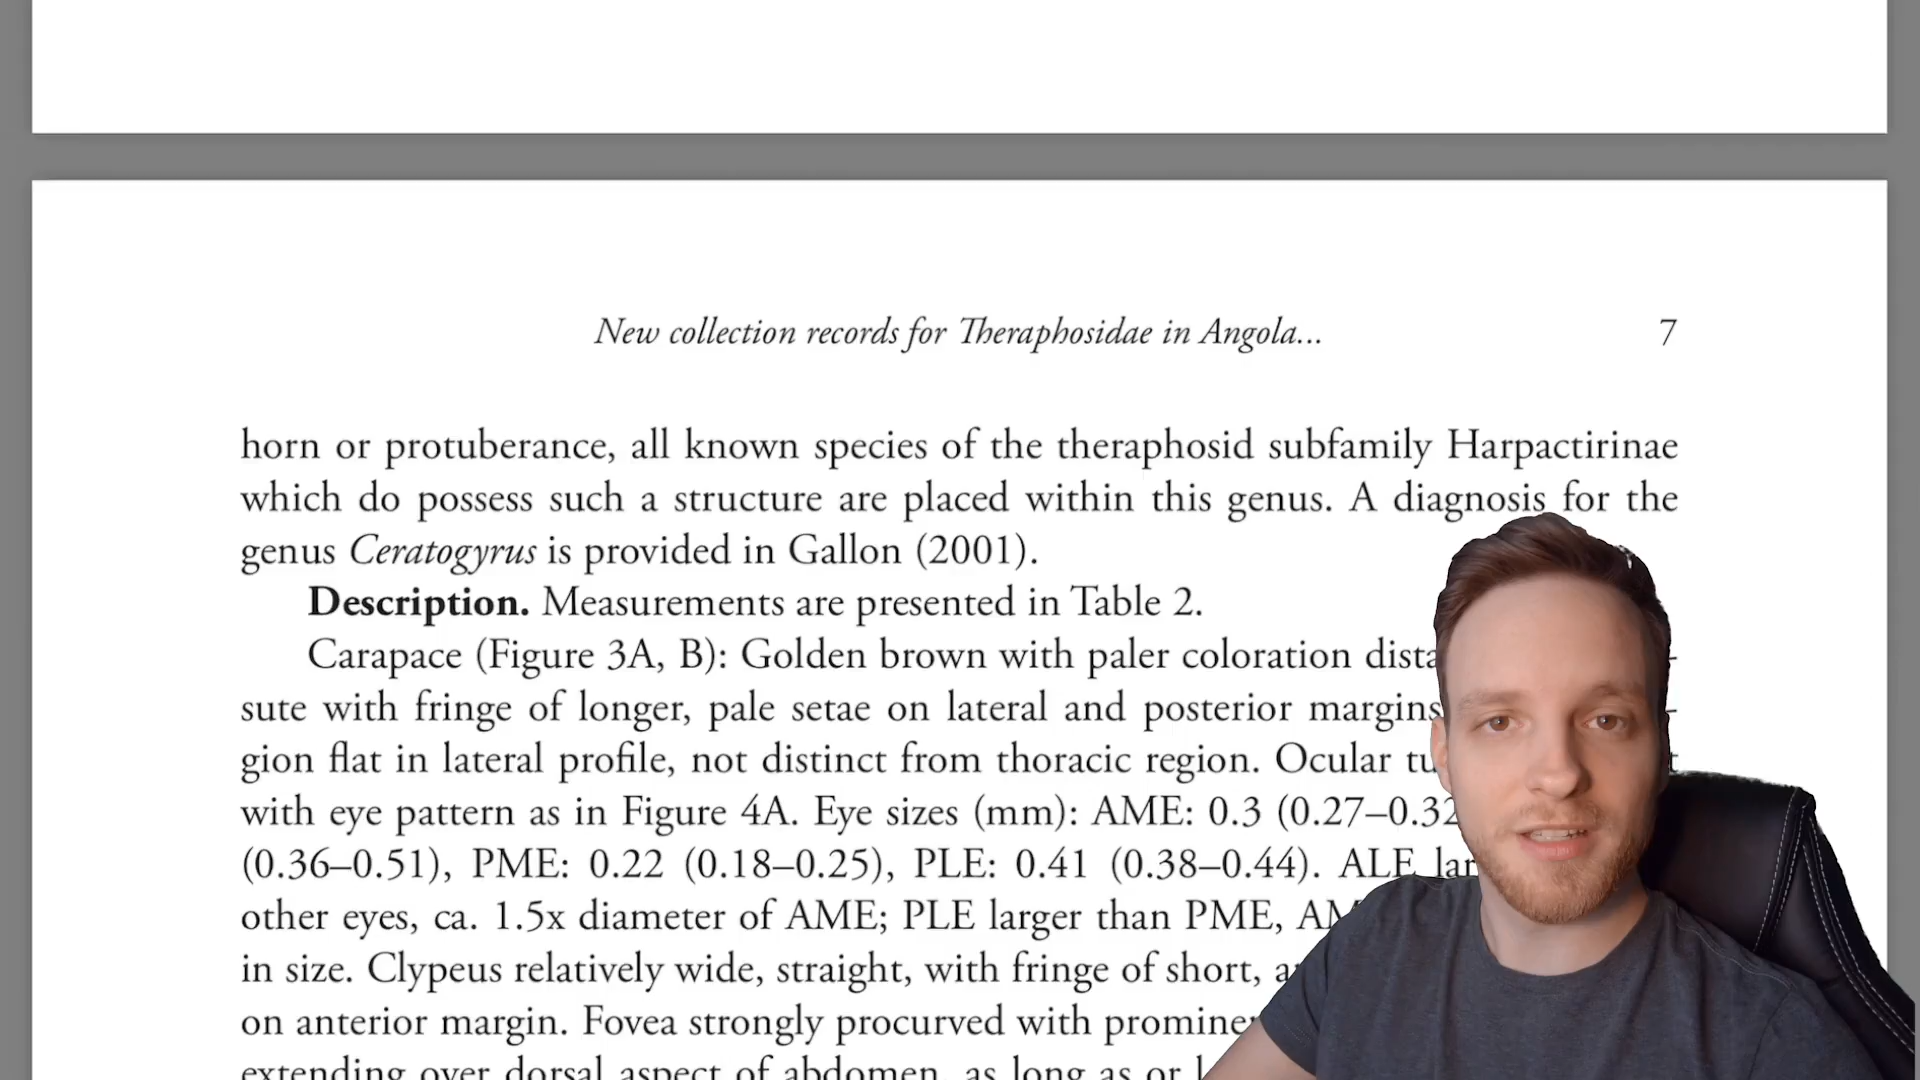 New collection records for Theraphosidae in Angola... 7
horn or protuberance, all known species of the theraphosid subfamily Harpactirinae
which do possess such a structure are placed within this genus. A diagnosis for the
genus Ceratogyrus is provided in Gallon (2001).
Description. Measurements are presented in Table 2.
Carapace (Figure 3A, B): Golden brown with paler coloration
sute with fringe of longer, pale setae on lateral and posterior margins
gion flat in lateral profile, not distinct from thoracic region. Ocular
with eye pattern as in Figure 4A. Eye sizes (mm): AME: 0.3 (0.27–0.32
(0.36–0.51), PME: 0.22 (0.18–0.25), PLE: 0.41 (0.38–0.44). ALE
other eyes, ca. 1.5x diameter of AME; PLE larger than PME,
in size. Clypeus relatively wide, straight, with fringe of short,
on anterior margin. Fovea strongly procurved with
extending over dorsal aspect of abdomen, as long as or